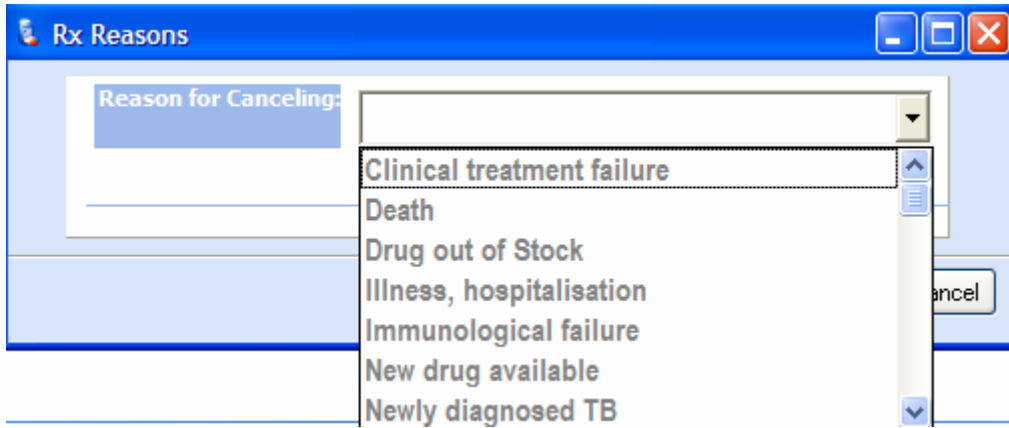 Rx Reasons
Reason for Canceling:
Clinical treatment failure
Death
Drug out of Stock
Illness, hospitalisation
Immunological failure
New drug available
Newly diagnosed TB
ancel